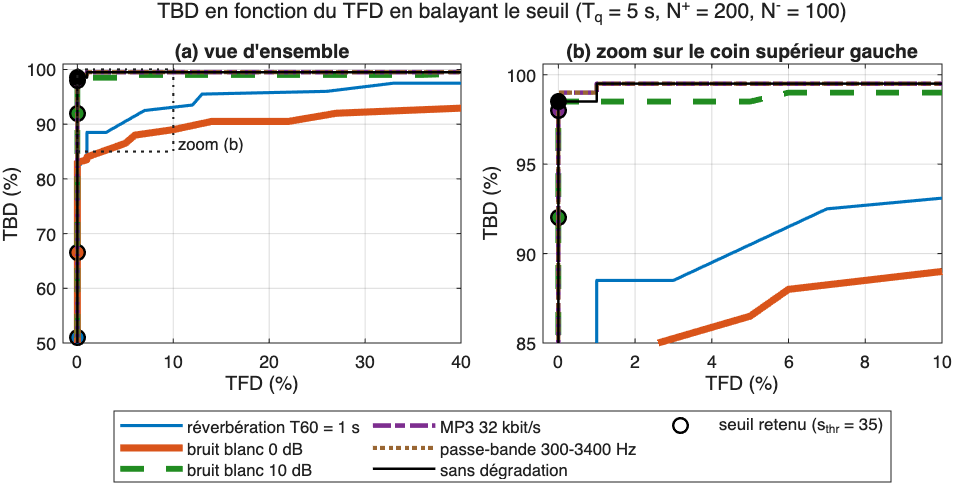 TBD en fonction du TFD en balayant le seuil (Tq = 5 s, N+ = 200, N- = 100)
(a) vue d'ensemble
(b) zoom sur le coin supérieur gauche
100
90
80
70
60
50
TBD (%)
zoom (b)
0
10
20
30
40
TFD (%)
100
95
90
85
TBD (%)
0
2
4
6
8
10
TFD (%)
réverbération T60 = 1 s
bruit blanc 0 dB
bruit blanc 10 dB
MP3 32 kbit/s
passe-bande 300-3400 Hz
sans dégradation
seuil retenu (sthr = 35)